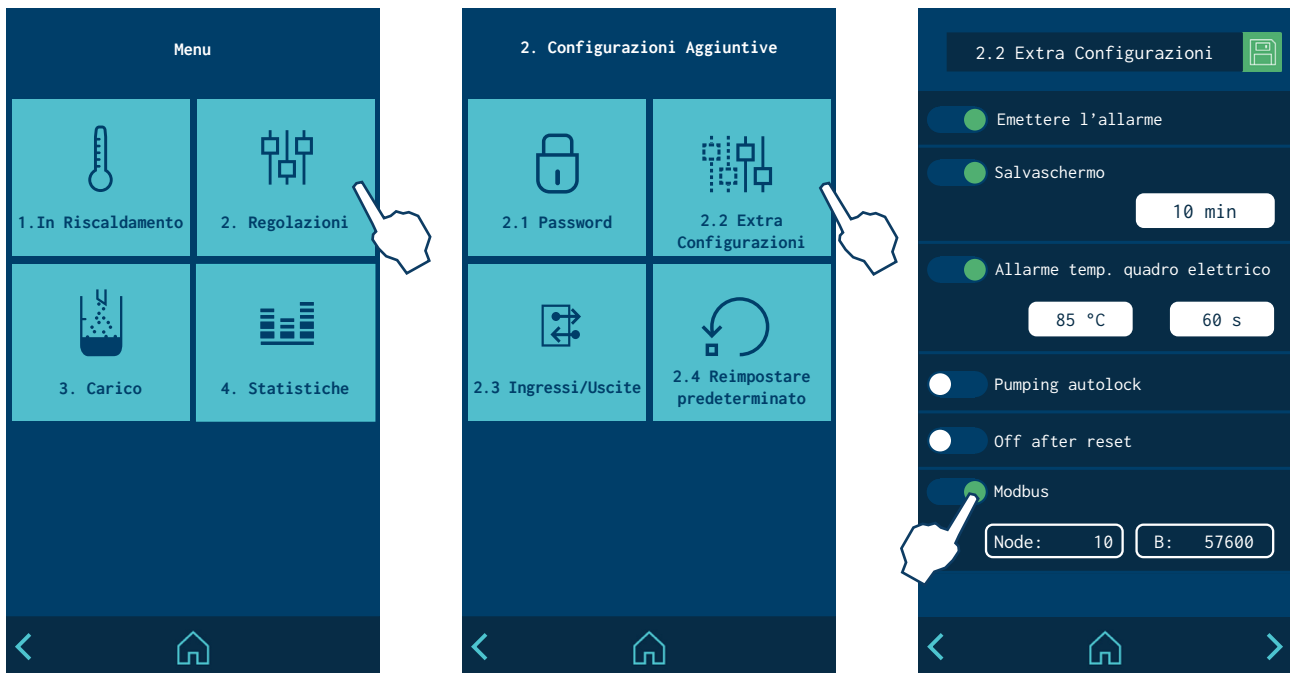 Menu
1.In Riscaldamento
2. Regolazioni
3. Carico
4. Statistiche
2. Configurazioni Aggiuntive
2.1 Password
2.2 Extra
Configurazioni
2.3 Ingressi/Uscite
2.4 Reimpostare
predeterminato
2.2 Extra Configurazioni
Emettere l’allarme
Salvaschermo
10 min
Allarme temp. quadro elettrico
85 °C 60 s
Pumping autolock
Off after reset
Modbus
Node: 10 B: 57600